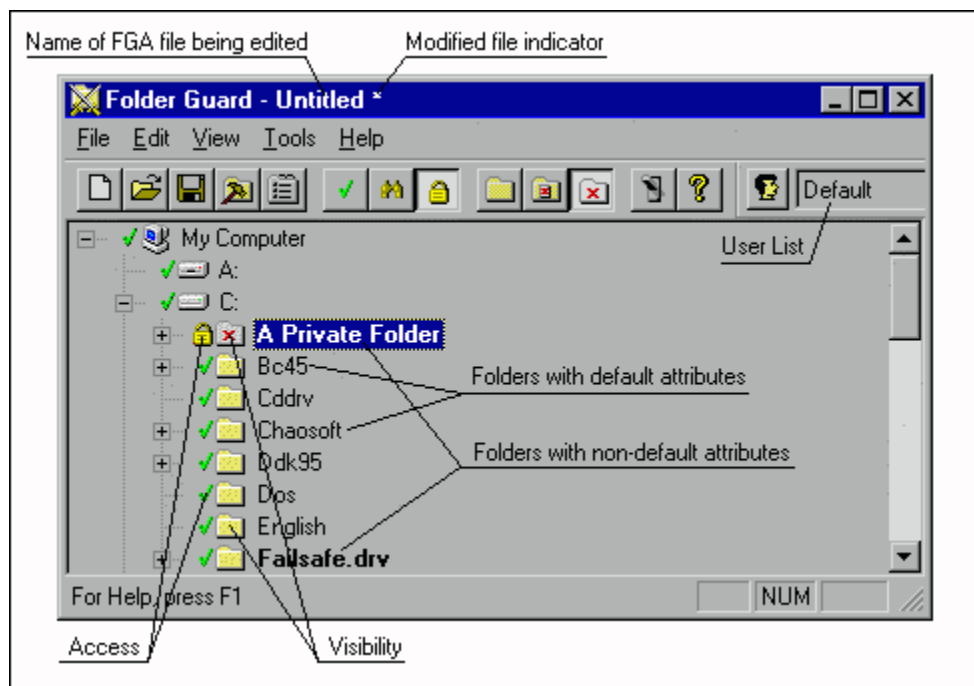 Name of FGA file being edited Modified file indicator
Folder Guard - Untitled *
File Edit View Tools Help
Default
My Computer
User List
A:
C:
A Private Folder
Bc45
Folders with default attributes
Cddrv
Chaosoft
Folders with non-default attributes
Ddk95
Dos
English
Failsafe.drv
For Help, press F1 NUM
Access Visibility